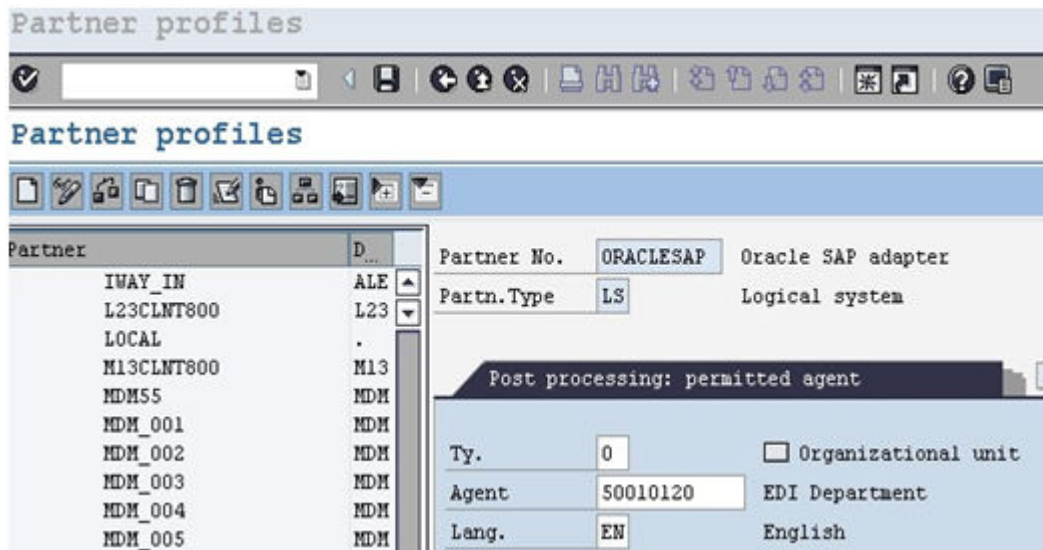 Partner profiles
Partner profiles
Partner D...
IWAY_IN ALE
L23CLNT800 L23
LOCAL .
M13CLNT800 M13
MDM55 MDM
MDM_001 MDM
MDM_002 MDM
MDM_003 MDM
MDM_004 MDM
MDM_005 MDM
Partner No. ORACLESAP Oracle SAP adapter
Partn.Type LS Logical system
Post processing: permitted agent
Ty. O Organizational unit
Agent 50010120 EDI Department
Lang. EN English